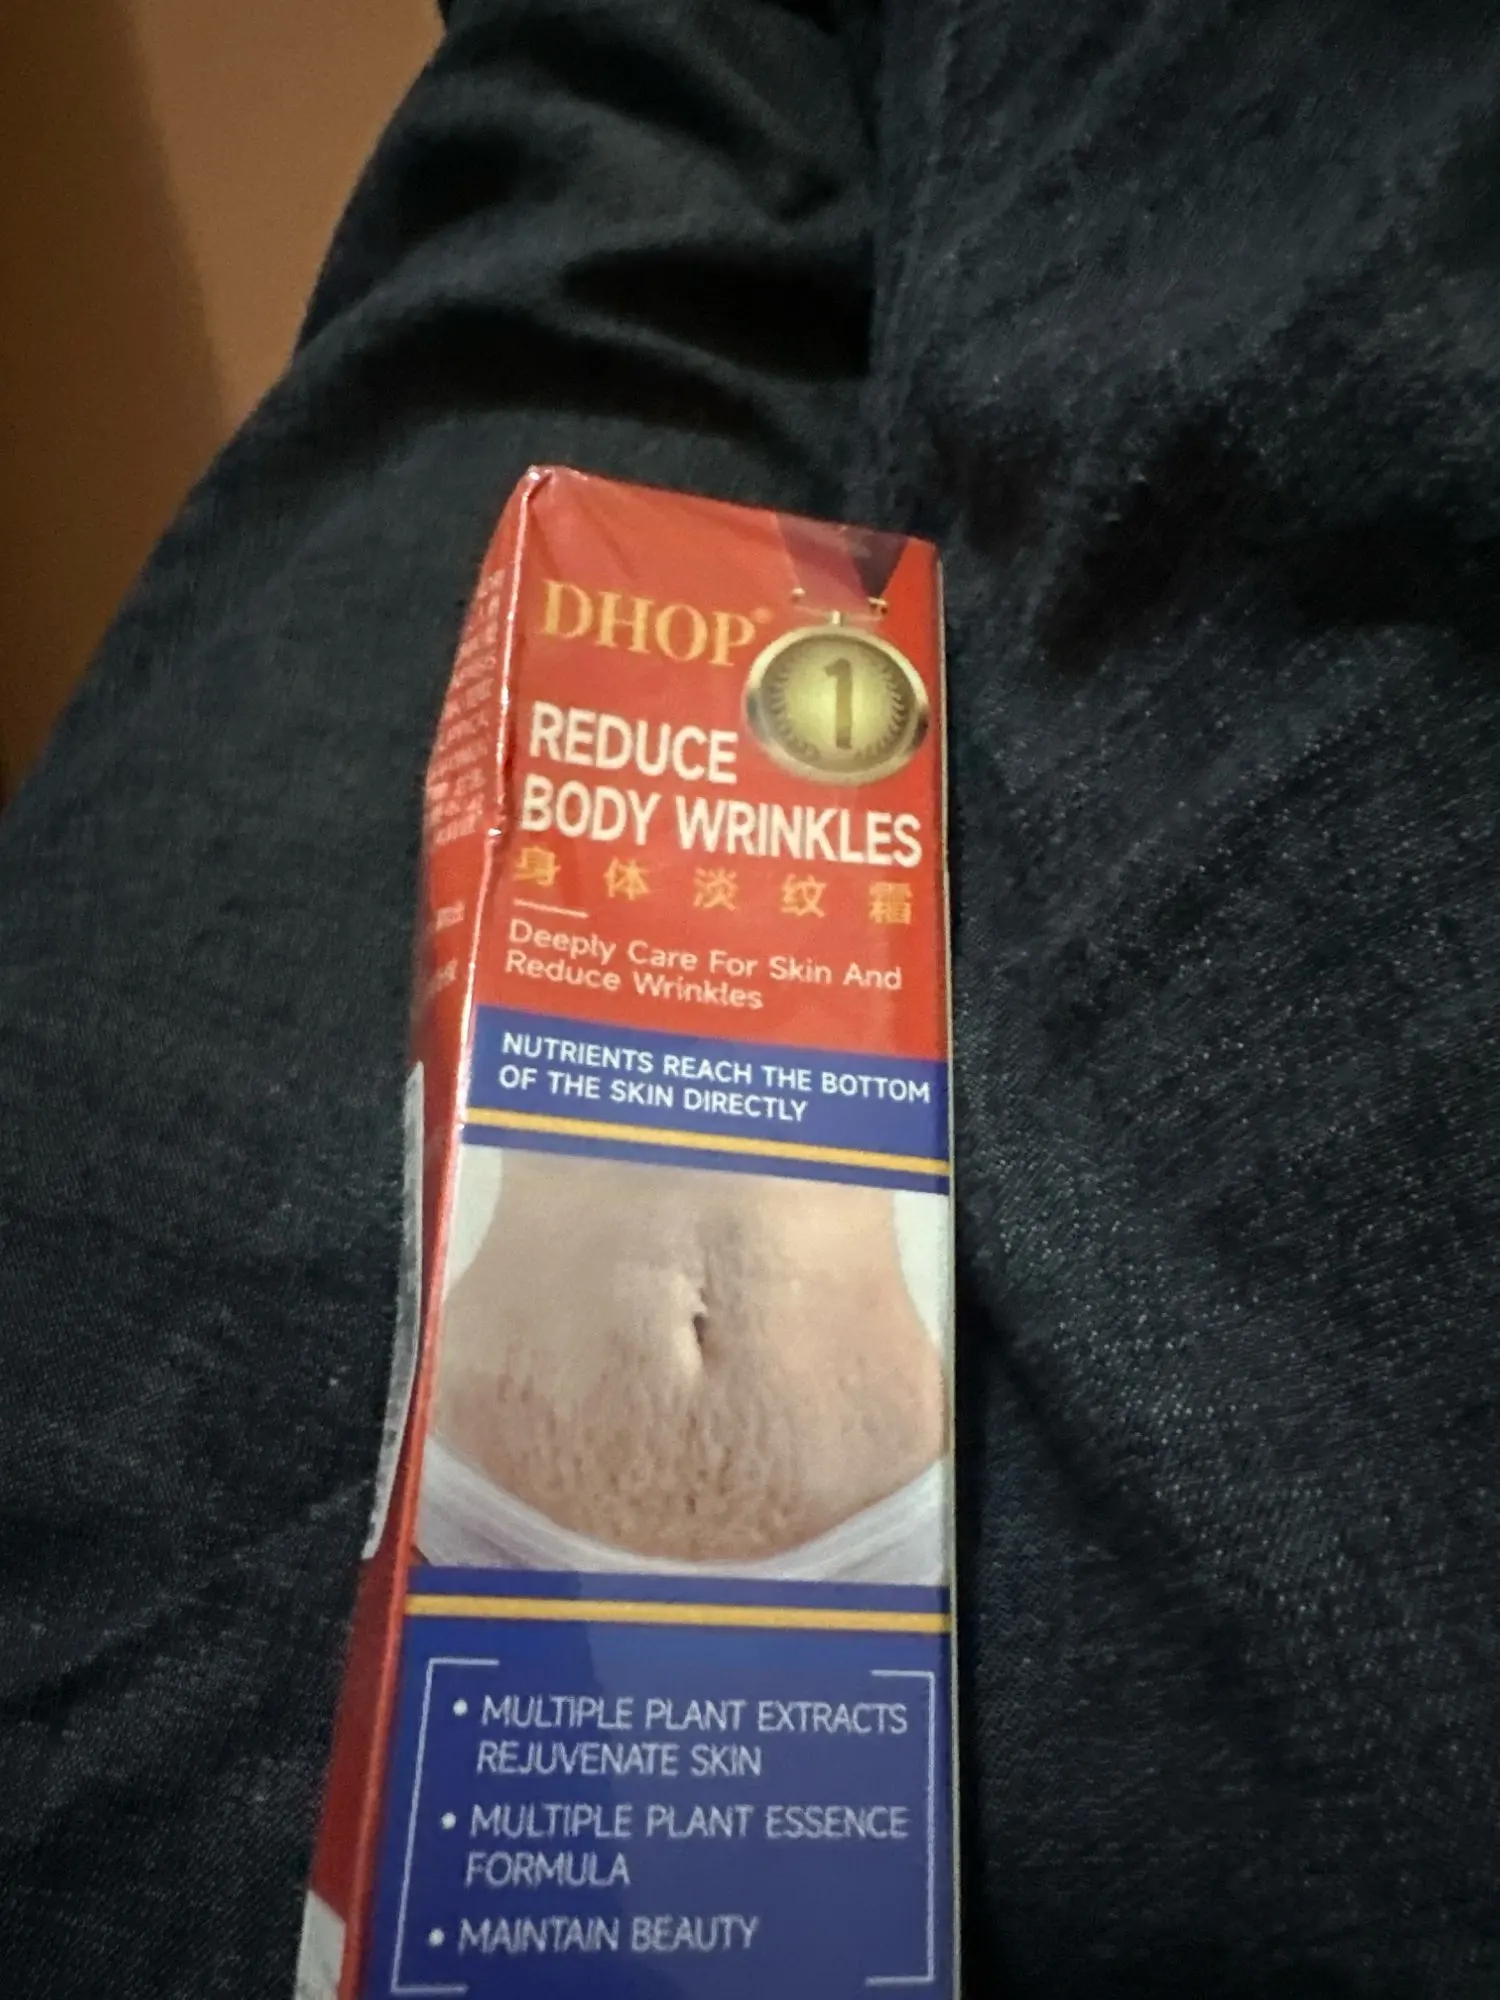 DHOP®
1
REDUCE
BODY WRINKLES
身体淡纹霜
Deeply Care For Skin And
Reduce Wrinkles
NUTRIENTS REACH THE BOTTOM
OF THE SKIN DIRECTLY
• MULTIPLE PLANT EXTRACTS
REJUVENATE SKIN
• MULTIPLE PLANT ESSENCE
FORMULA
• MAINTAIN BEAUTY